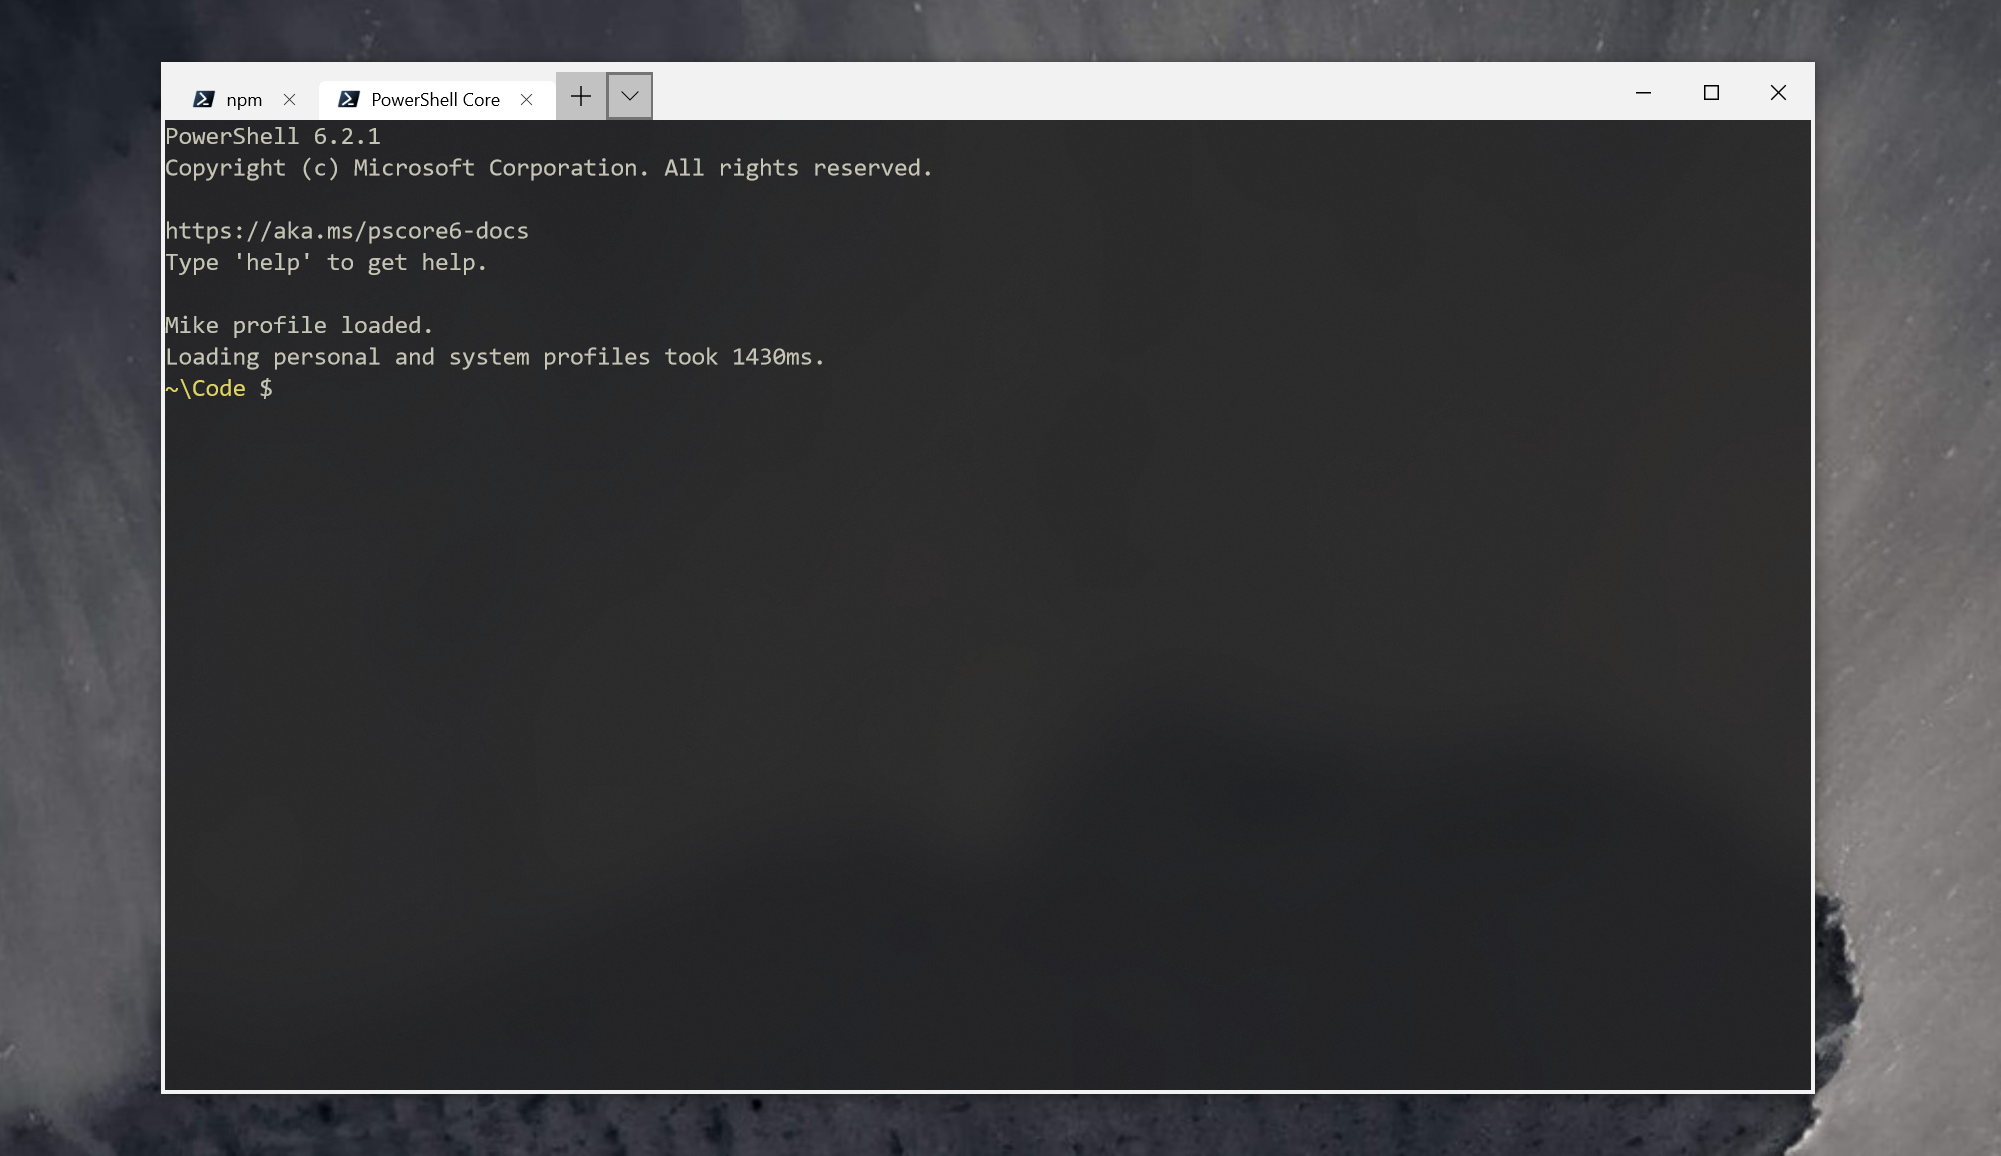 npm
PowerShell Core
PowerShell 6.2.1
Copyright (c) Microsoft Corporation. All rights reserved.
https://aka.ms/pscore6-docs
Type 'help' to get help.
Mike profile loaded.
Loading personal and system profiles took 1430ms.
~\Code $